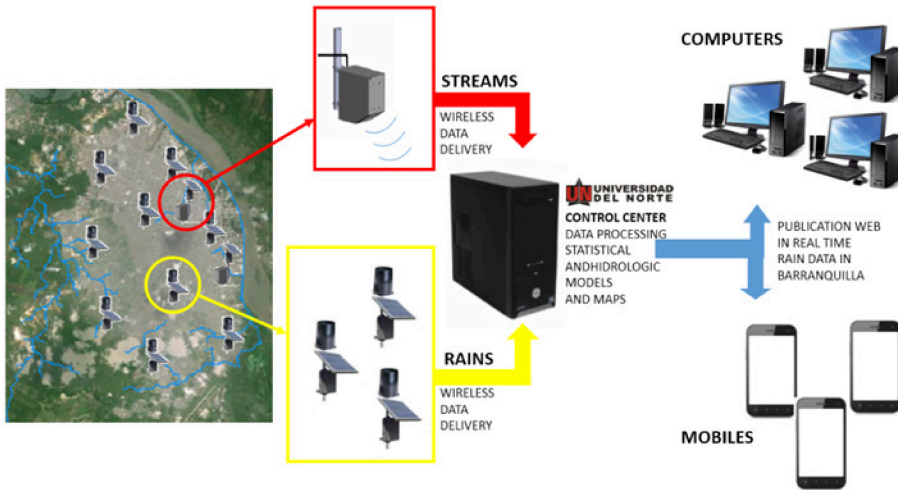 STREAMS
WIRELESS
DATA
DELIVERY
RAINS
WIRELESS
DATA
DELIVERY
UN UNIVERSIDAD
DEL NORTE
CONTROL CENTER
DATA PROCESSING
STATISTICAL
ANDHIDROLOGIC
MODELS
AND MAPS
COMPUTERS
PUBLICATION WEB
IN REAL TIME
RAIN DATA IN
BARRANQUILLA
MOBILES